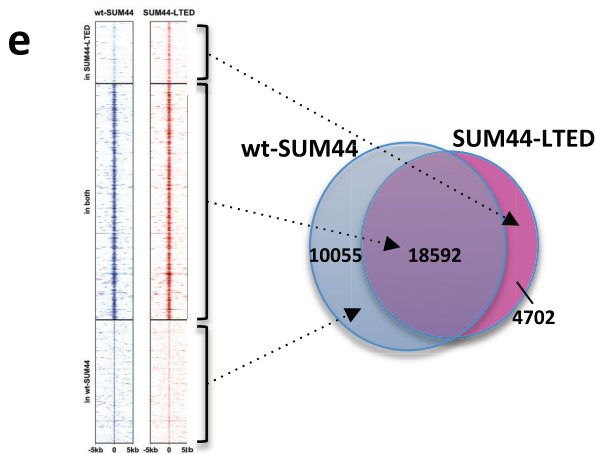 e
wt-SUM44 SUM44-LTED
in SUM44-LTED
in both
in wt-SUM44
-5kb 0 5kb -5kb 0 5kb
wt-SUM44
SUM44-LTED
10055
18592
4702